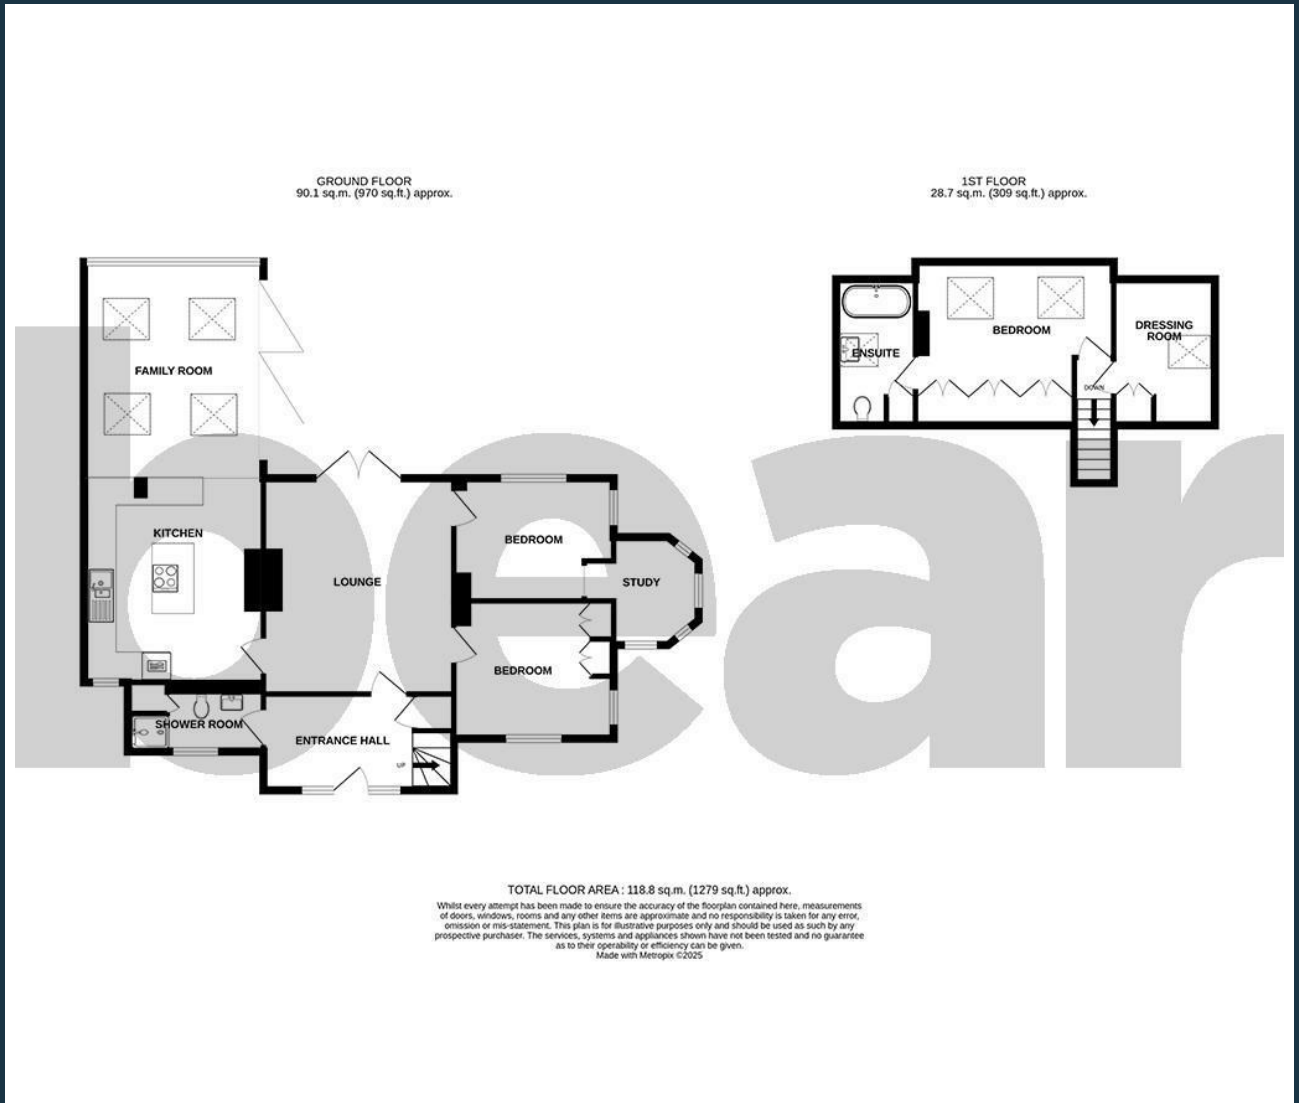 GROUND FLOOR
90.1 sq.m. (970 sq.ft.) approx.
1ST FLOOR
28.7 sq.m. (309 sq.ft.) approx.
FAMILY ROOM
KITCHEN
LOUNGE
BEDROOM
STUDY
BEDROOM
SHOWER ROOM
ENTRANCE HALL
UP
BEDROOM
DRESSING
ROOM
ENSUITE
DOWN
bear
TOTAL FLOOR AREA : 118.8 sq.m. (1279 sq.ft.) approx.
Whilst every attempt has been made to ensure the accuracy of the floorplan contained here, measurements
of doors, windows, rooms and any other items are approximate and no responsibility is taken for any error,
omission or mis-statement. This plan is for illustrative purposes only and should be used as such by any
prospective purchaser. The services, systems and appliances shown have not been tested and no guarantee
as to their operability or efficiency can be given.
Made with Metropix ©2025